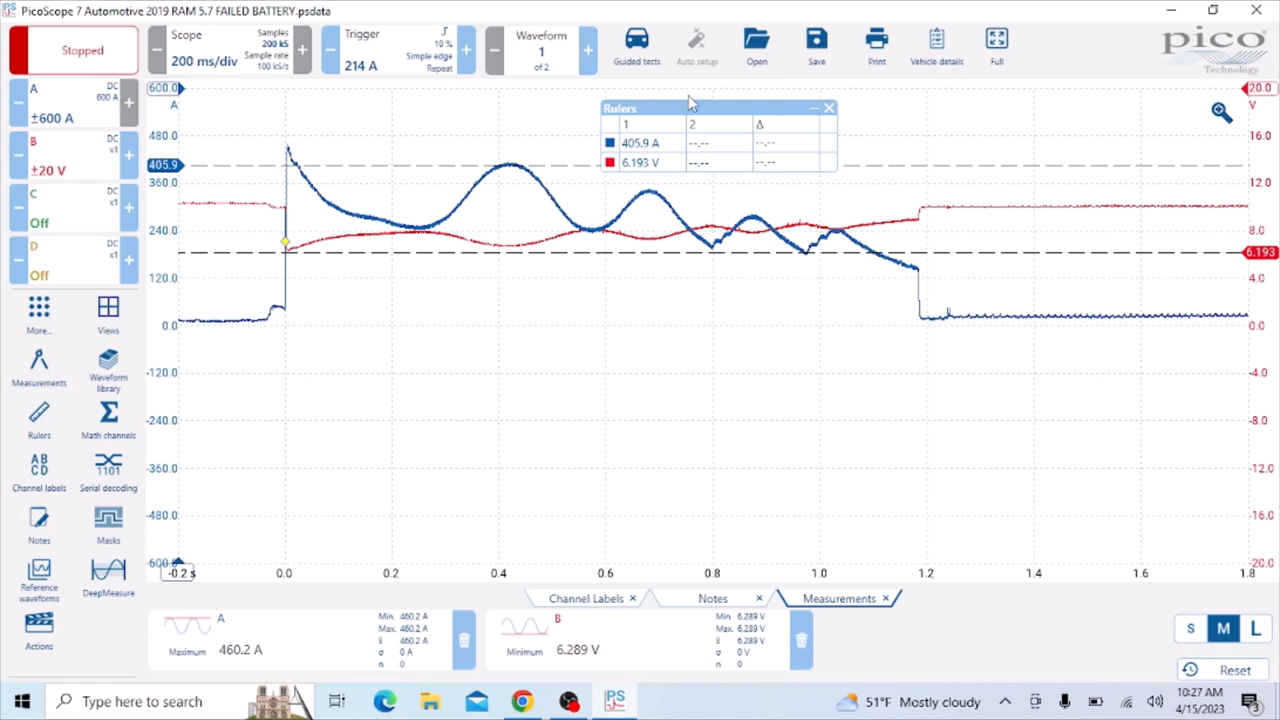 PicoScope 7 Automotive 2019 RAM 5.7 FAILED BATTERY.psdata
Stopped
Scope
200 ms/div
Samples
200 kS
Sample rate
100 kS/s
Trigger
214 A
10 %
Simple edge
Repeat
Waveform
1
of 2
Guided tests
Auto setup
Open
Save
Print
Vehicle details
Full
pico
Technology
A
DC
600 A
±600 A
B
DC
x1
±20 V
C
DC
x1
Off
D
DC
x1
Off
More...
Views
Measurements
Waveform
library
Rulers
Math channels
ABCD
Channel labels
1101
Serial decoding
Notes
Masks
Reference
waveforms
DeepMeasure
Actions
600.0
A
480.0
405.9
360.0
240.0
120.0
0.0
-120.0
-240.0
-360.0
-480.0
-600.0
Rulers
1 2 Δ
405.9 A --.-- --.--
6.193 V --.-- --.--
20.0
V
16.0
12.0
8.0
6.193
4.0
0.0
-4.0
-8.0
-12.0
-16.0
-20.0
-0.2 s 0.0 0.2 0.4 0.6 0.8 1.0 1.2 1.4 1.6 1.8
Channel Labels
Notes
Measurements
A
Maximum
460.2 A
Min. 460.2 A
Max. 460.2 A
x̄ 460.2 A
σ 0 A
n 0
B
Minimum
6.289 V
Min. 6.289 V
Max. 6.289 V
x̄ 6.289 V
σ 0 V
n 0
S M L
Reset
Type here to search
PS
51°F Mostly cloudy
10:27 AM
4/15/2023
3